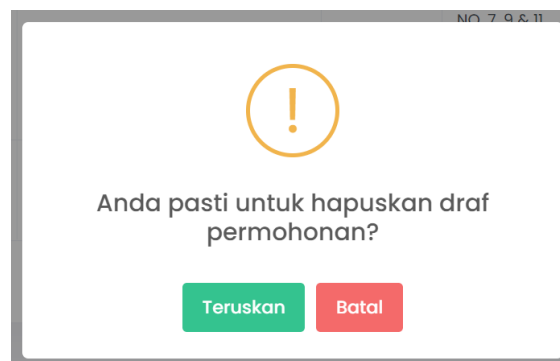 NO. 7, 9 & 11
!
Anda pasti untuk hapuskan draf
permohonan?
Teruskan
Batal